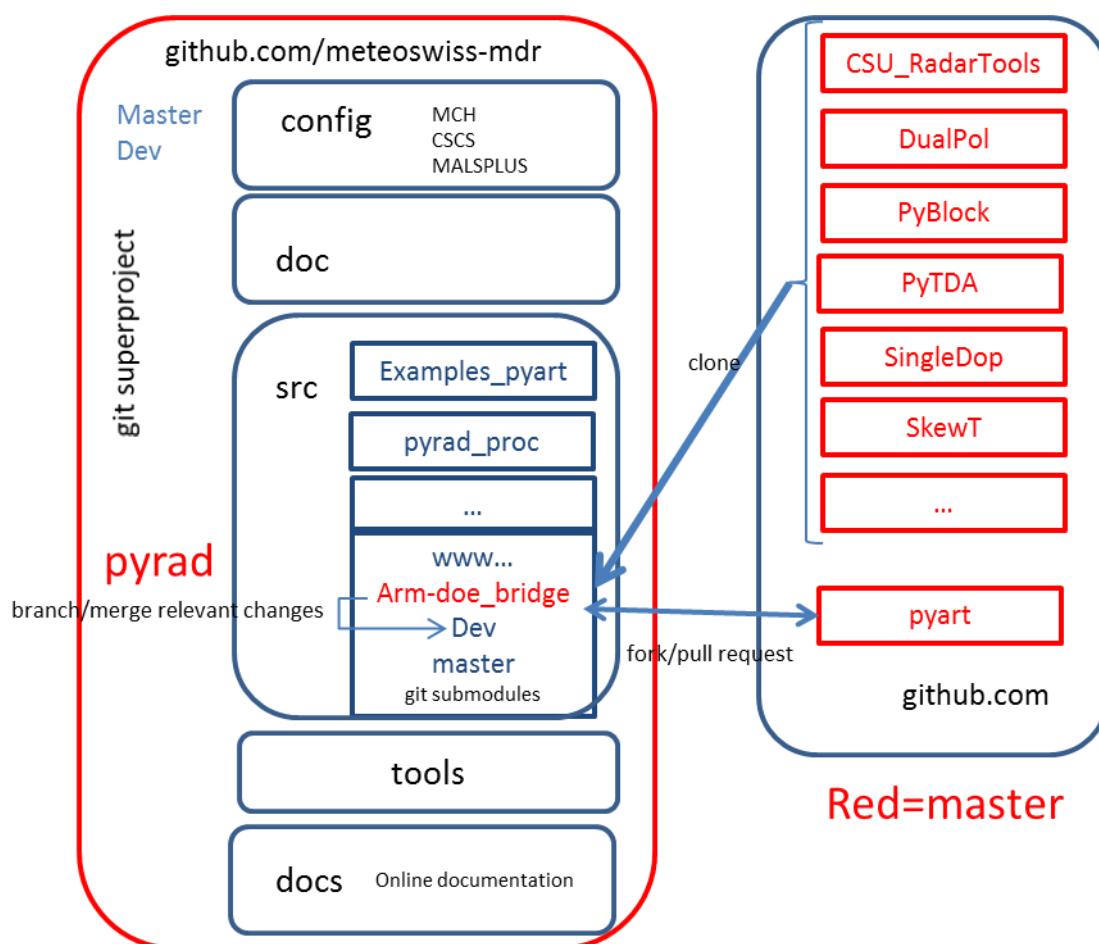 github.com/meteoswiss-mdr
Master
Dev
git superproject
pyrad
config
MCH
CSCS
MALSPLUS
doc
src
Examples_pyart
pyrad_proc
...
www...
Arm-doe_bridge
Dev
master
git submodules
branch/merge relevant changes
tools
docs
Online documentation
clone
fork/pull request
CSU_RadarTools
DualPol
PyBlock
PyTDA
SingleDop
SkewT
...
pyart
github.com
Red=master